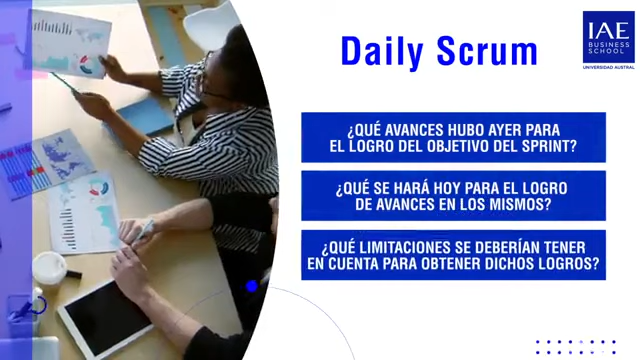 Daily Scrum
IAE
BUSINESS
SCHOOL
UNIVERSIDAD AUSTRAL
¿QUÉ AVANCES HUBO AYER PARA
EL LOGRO DEL OBJETIVO DEL SPRINT?
¿QUÉ SE HARÁ HOY PARA EL LOGRO
DE AVANCES EN LOS MISMOS?
¿QUÉ LIMITACIONES SE DEBERÍAN TENER
EN CUENTA PARA OBTENER DICHOS LOGROS?